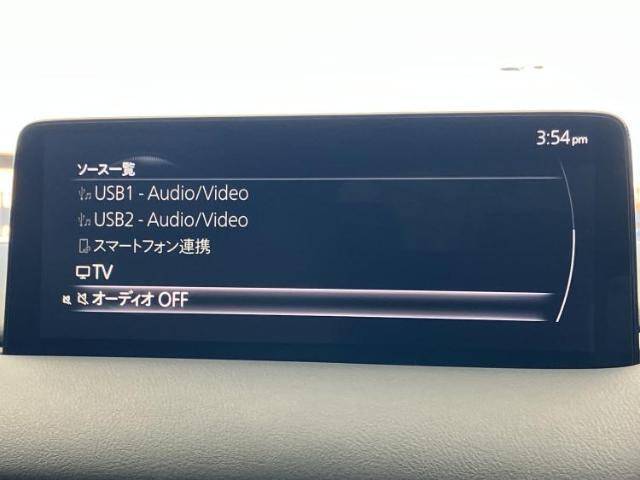 3:54pm
ソース一覧
USB1 - Audio/Video
USB2 - Audio/Video
スマートフォン連携
TV
オーディオ OFF